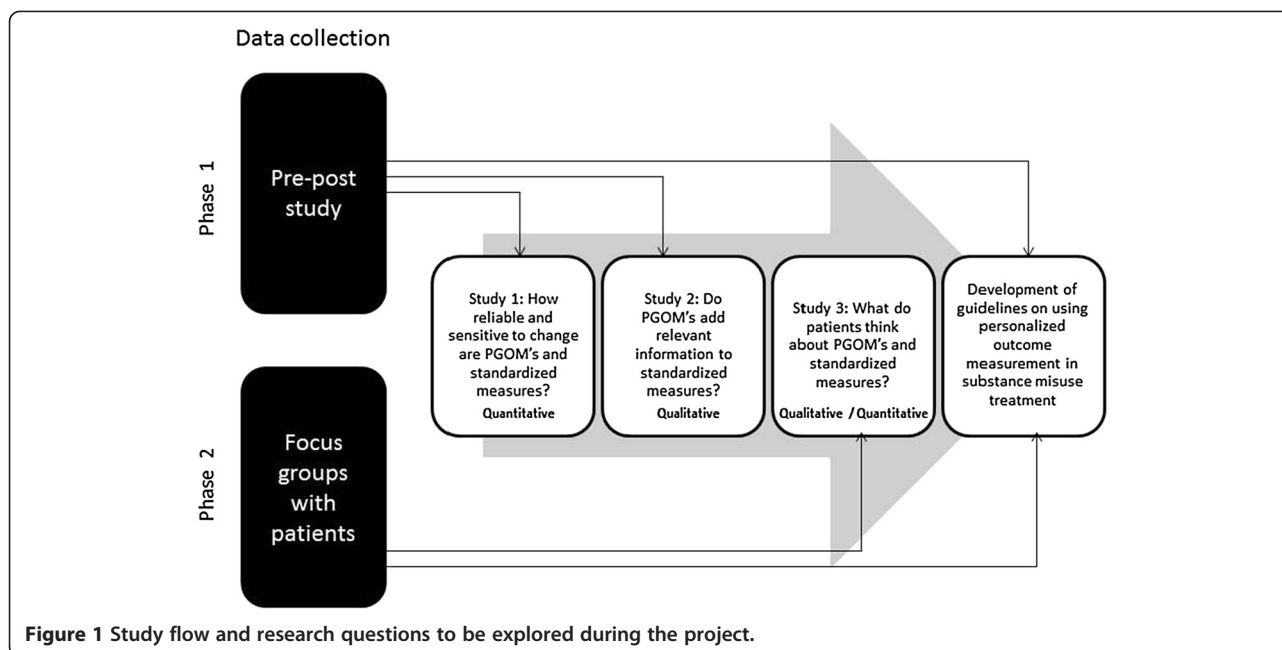 Data collection
Phase 1
Pre-post
study
Phase 2
Focus
groups
with
patients
Study 1: How
reliable and
sensitive to change
are PGOM's and
standardized
measures?
Quantitative
Study 2: Do
PGOM's add
relevant
information to
standardized
measures?
Qualitative
Study 3: What do
patients think
about PGOM's and
standardized
measures?
Qualitative / Quantitative
Development of
guidelines on using
personalized
outcome
measurement in
substance misuse
treatment
Figure 1 Study flow and research questions to be explored during the project.